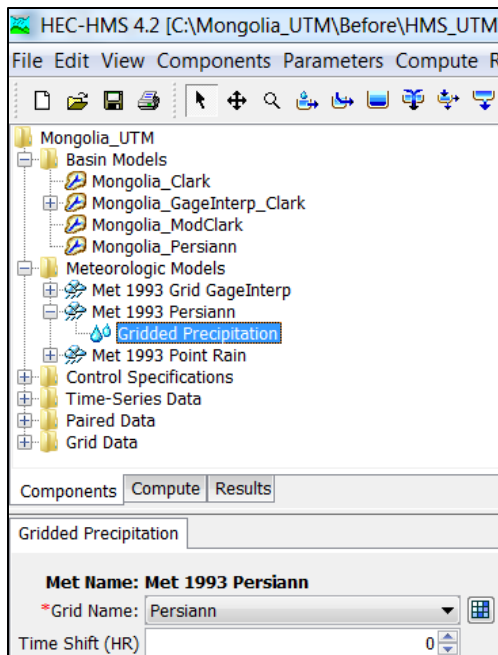 HEC-HMS 4.2 [C:\Mongolia_UTM\Before\HMS_UTM
File Edit View Components Parameters Compute R
Mongolia_UTM
Basin Models
Mongolia_Clark
Mongolia_GageInterp_Clark
Mongolia_ModClark
Mongolia_Persiann
Meteorologic Models
Met 1993 Grid GageInterp
Met 1993 Persiann
Gridded Precipitation
Met 1993 Point Rain
Control Specifications
Time-Series Data
Paired Data
Grid Data
Components Compute Results
Gridded Precipitation
Met Name: Met 1993 Persiann
*Grid Name: Persiann
Time Shift (HR) 0